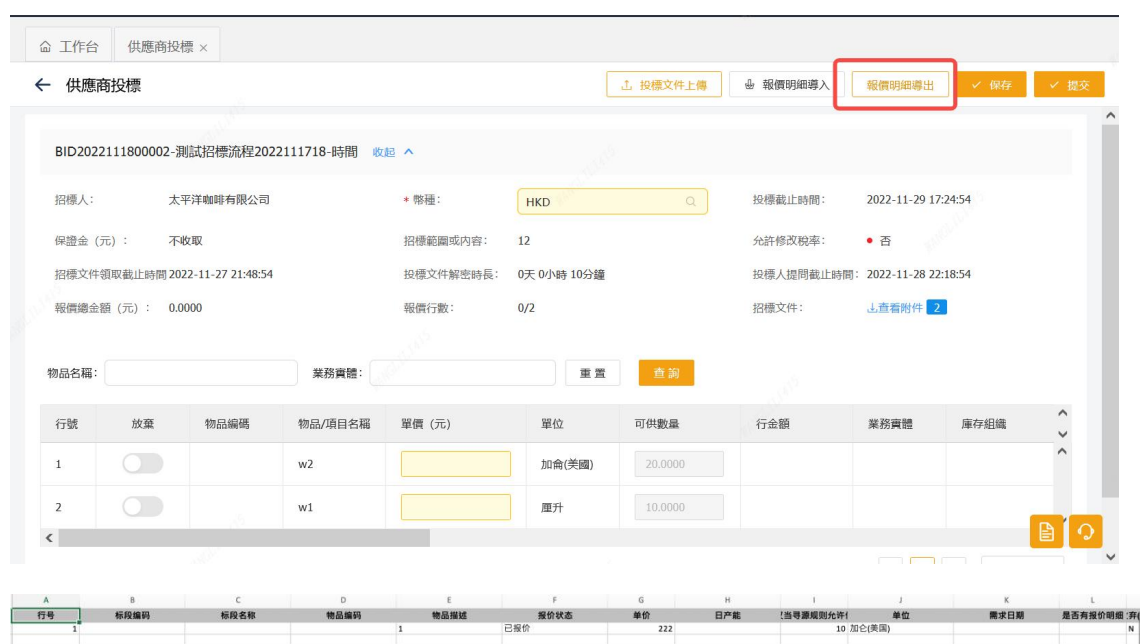 工作台 供應商投標 ×
← 供應商投標 投標文件上傳 報價明細導入 報價明細導出 保存 提交
BID2022111800002-測試招標流程2022111718-時間 收起
招標人: 太平洋咖啡有限公司 * 幣種: HKD 投標截止時間: 2022-11-29 17:24:54
保證金（元）: 不收取 招標範圍或内容: 12 允許修改稅率: 否
招標文件領取截止時間 2022-11-27 21:48:54 投標文件解密時長: 0天 0小時 10分鐘 投標人提問截止時間: 2022-11-28 22:18:54
報價總金額（元）: 0.0000 報價行數: 0/2 招標文件: 查看附件 2
物品名稱: 業務實體: 重置 查詢
行號 放棄 物品編碼 物品/項目名稱 單價（元） 單位 可供數量 行金額 業務實體 庫存組織
1 w2 加侖(美國) 20.0000
2 w1 厘升 10.0000
A B C D E F G H I J K L
行号 标段编码 标段名称 物品编码 物品描述 报价状态 单价 日产能 当寻源规则允许 单位 需求日期 是否有报价明细
1 1 已报价 222 10 加仑(美国) N